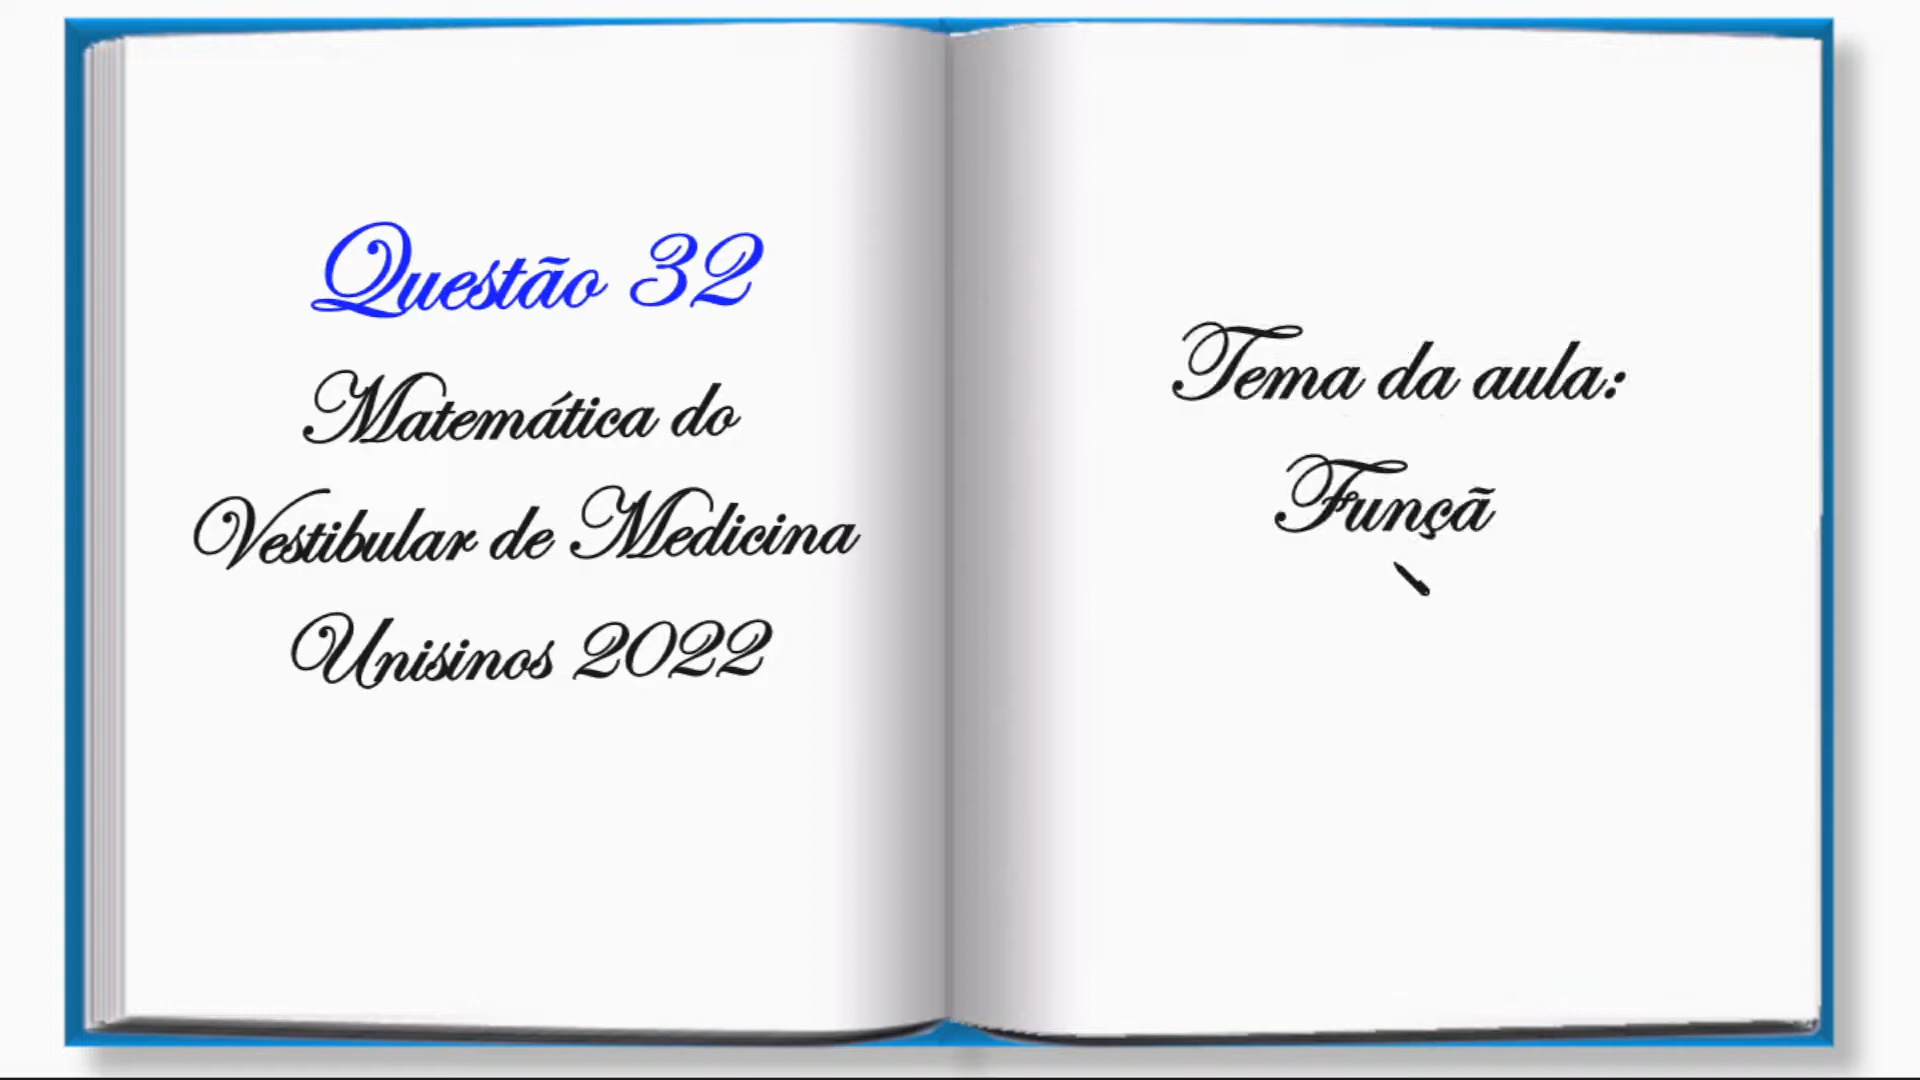 Questão 32
Matemática do
Vestibular de Medicina
Unisinos 2022
Tema da aula:
Funçã